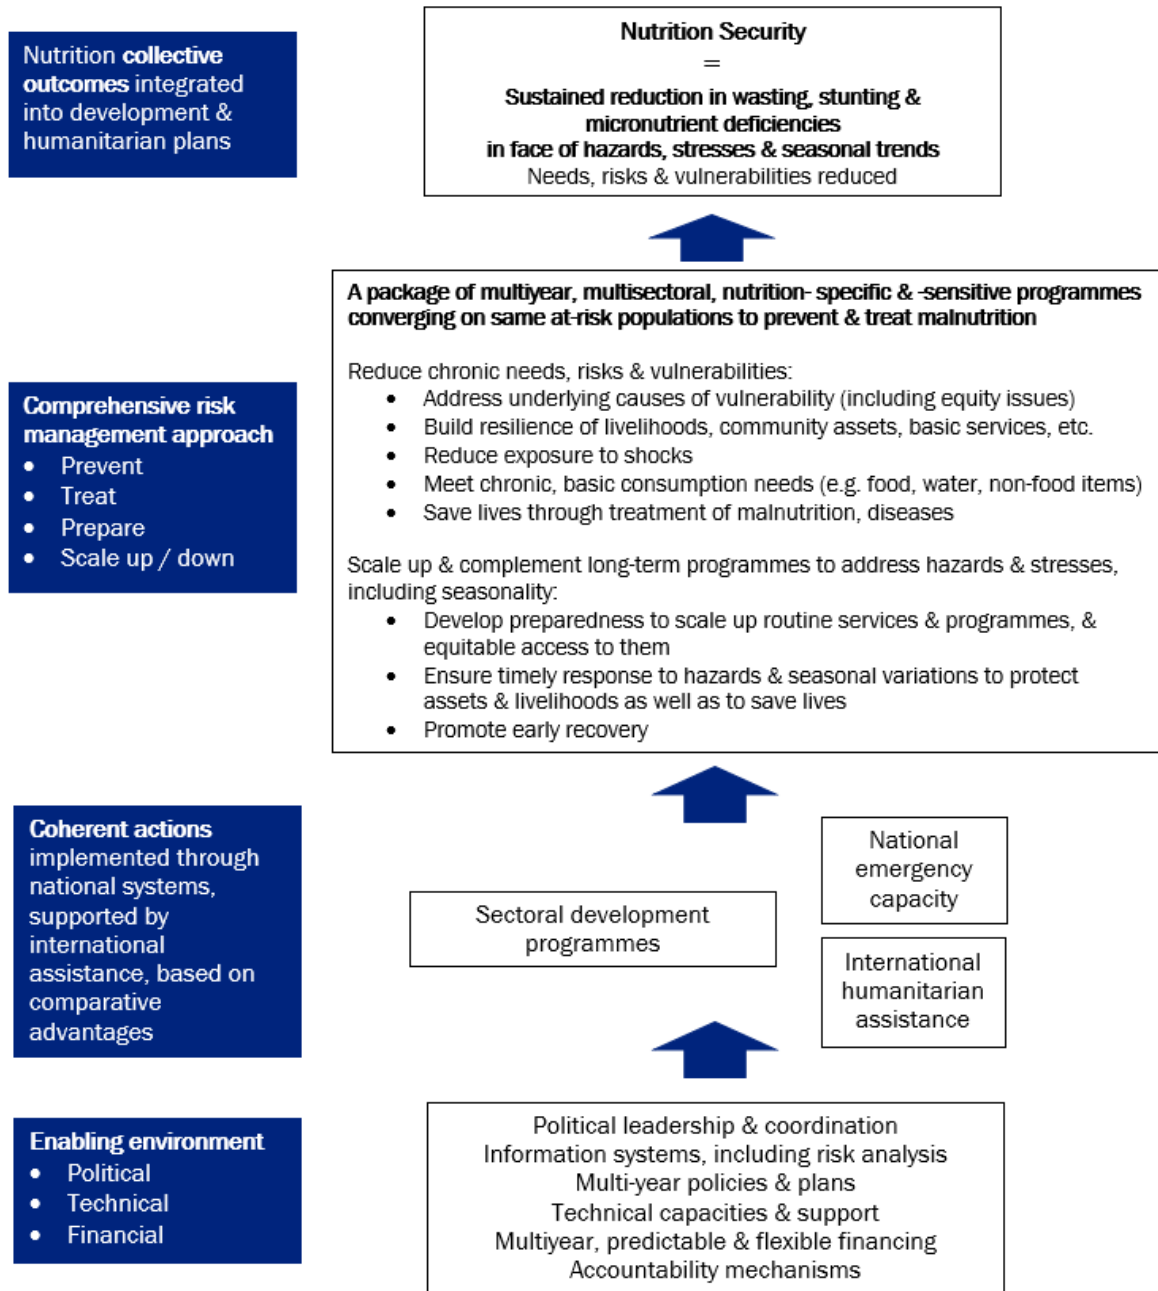 Nutrition collective
outcomes integrated
into development &
humanitarian plans
Nutrition Security
=
Sustained reduction in wasting, stunting &
micronutrient deficiencies
in face of hazards, stresses & seasonal trends
Needs, risks & vulnerabilities reduced
Comprehensive risk
management approach
• Prevent
• Treat
• Prepare
• Scale up / down
A package of multiyear, multisectoral, nutrition- specific & -sensitive programmes
converging on same at-risk populations to prevent & treat malnutrition
Reduce chronic needs, risks & vulnerabilities:
• Address underlying causes of vulnerability (including equity issues)
• Build resilience of livelihoods, community assets, basic services, etc.
• Reduce exposure to shocks
• Meet chronic, basic consumption needs (e.g. food, water, non-food items)
• Save lives through treatment of malnutrition, diseases
Scale up & complement long-term programmes to address hazards & stresses,
including seasonality:
• Develop preparedness to scale up routine services & programmes, &
equitable access to them
• Ensure timely response to hazards & seasonal variations to protect
assets & livelihoods as well as to save lives
• Promote early recovery
Coherent actions
implemented through
national systems,
supported by
international
assistance, based on
comparative
advantages
Sectoral development
programmes
National
emergency
capacity
International
humanitarian
assistance
Enabling environment
• Political
• Technical
• Financial
Political leadership & coordination
Information systems, including risk analysis
Multi-year policies & plans
Technical capacities & support
Multiyear, predictable & flexible financing
Accountability mechanisms